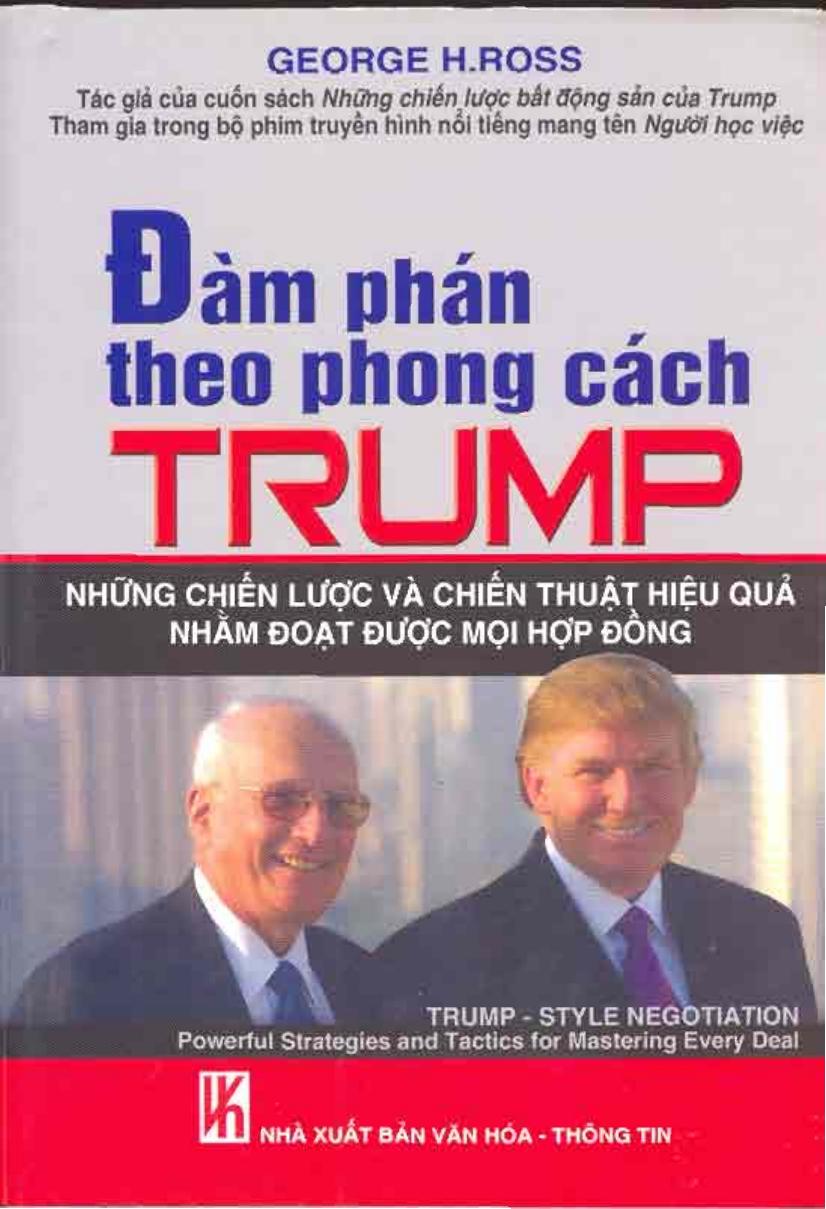 GEORGE H.ROSS
Tác giả của cuốn sách Những chiến lược bất động sản của Trump
Tham gia trong bộ phim truyền hình nổi tiếng mang tên Người học việc
Đàm phán
theo phong cách
TRUMP
NHỮNG CHIẾN LƯỢC VÀ CHIẾN THUẬT HIỆU QUẢ
NHẰM ĐOẠT ĐƯỢC MỌI HỢP ĐỒNG
TRUMP - STYLE NEGOTIATION
Powerful Strategies and Tactics for Mastering Every Deal
NHÀ XUẤT BẢN VĂN HÓA - THÔNG TIN